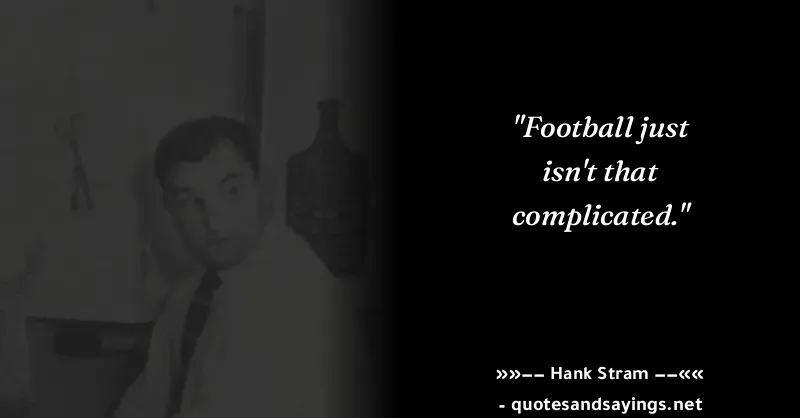 "Football just
isn't that
complicated."
»»−− Hank Stram −−««
- quotesandsayings.net